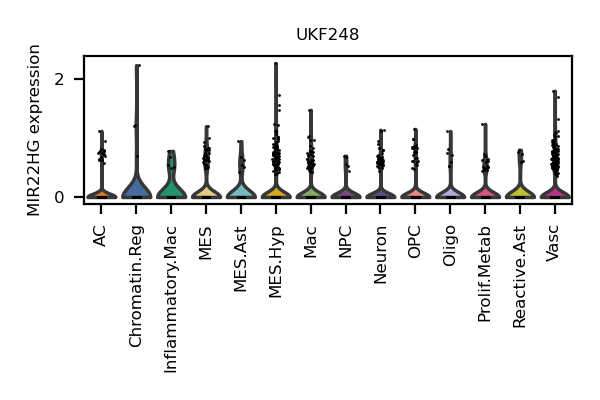 UKF248
MIR22HG expression
2
0
AC
Chromatin.Reg
Inflammatory.Mac
MES
MES.Ast
MES.Hyp
Mac
NPC
Neuron
OPC
Oligo
Prolif.Metab
Reactive.Ast
Vasc